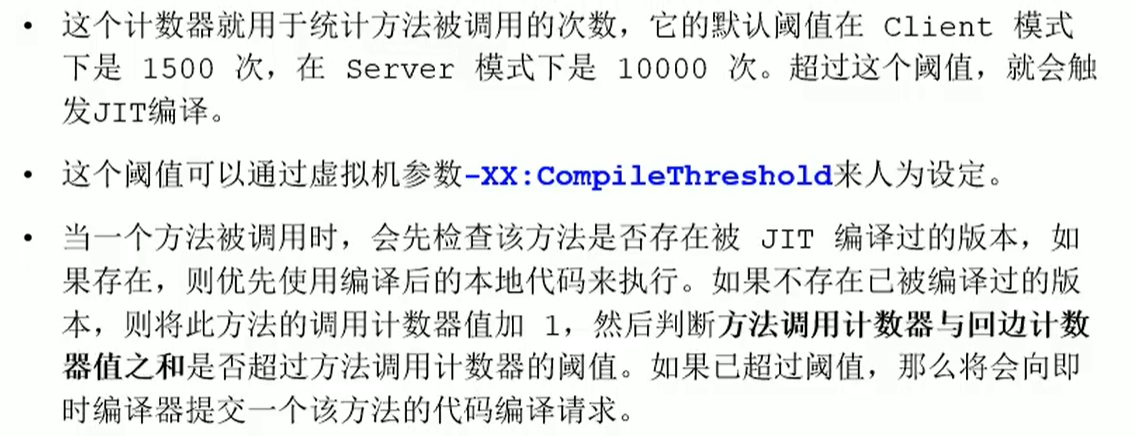 • 这个计数器就用于统计方法被调用的次数，它的默认阈值在 Client 模式
下是 1500 次，在 Server 模式下是 10000 次。超过这个阈值，就会触
发JIT编译。
• 这个阈值可以通过虚拟机参数-XX:CompileThreshold来人为设定。
• 当一个方法被调用时，会先检查该方法是否存在被 JIT 编译过的版本，如
果存在，则优先使用编译后的本地代码来执行。如果不存在已被编译过的版
本，则将此方法的调用计数器值加 1，然后判断方法调用计数器与回边计数
器值之和是否超过方法调用计数器的阈值。如果已超过阈值，那么将会向即
时编译器提交一个该方法的代码编译请求。